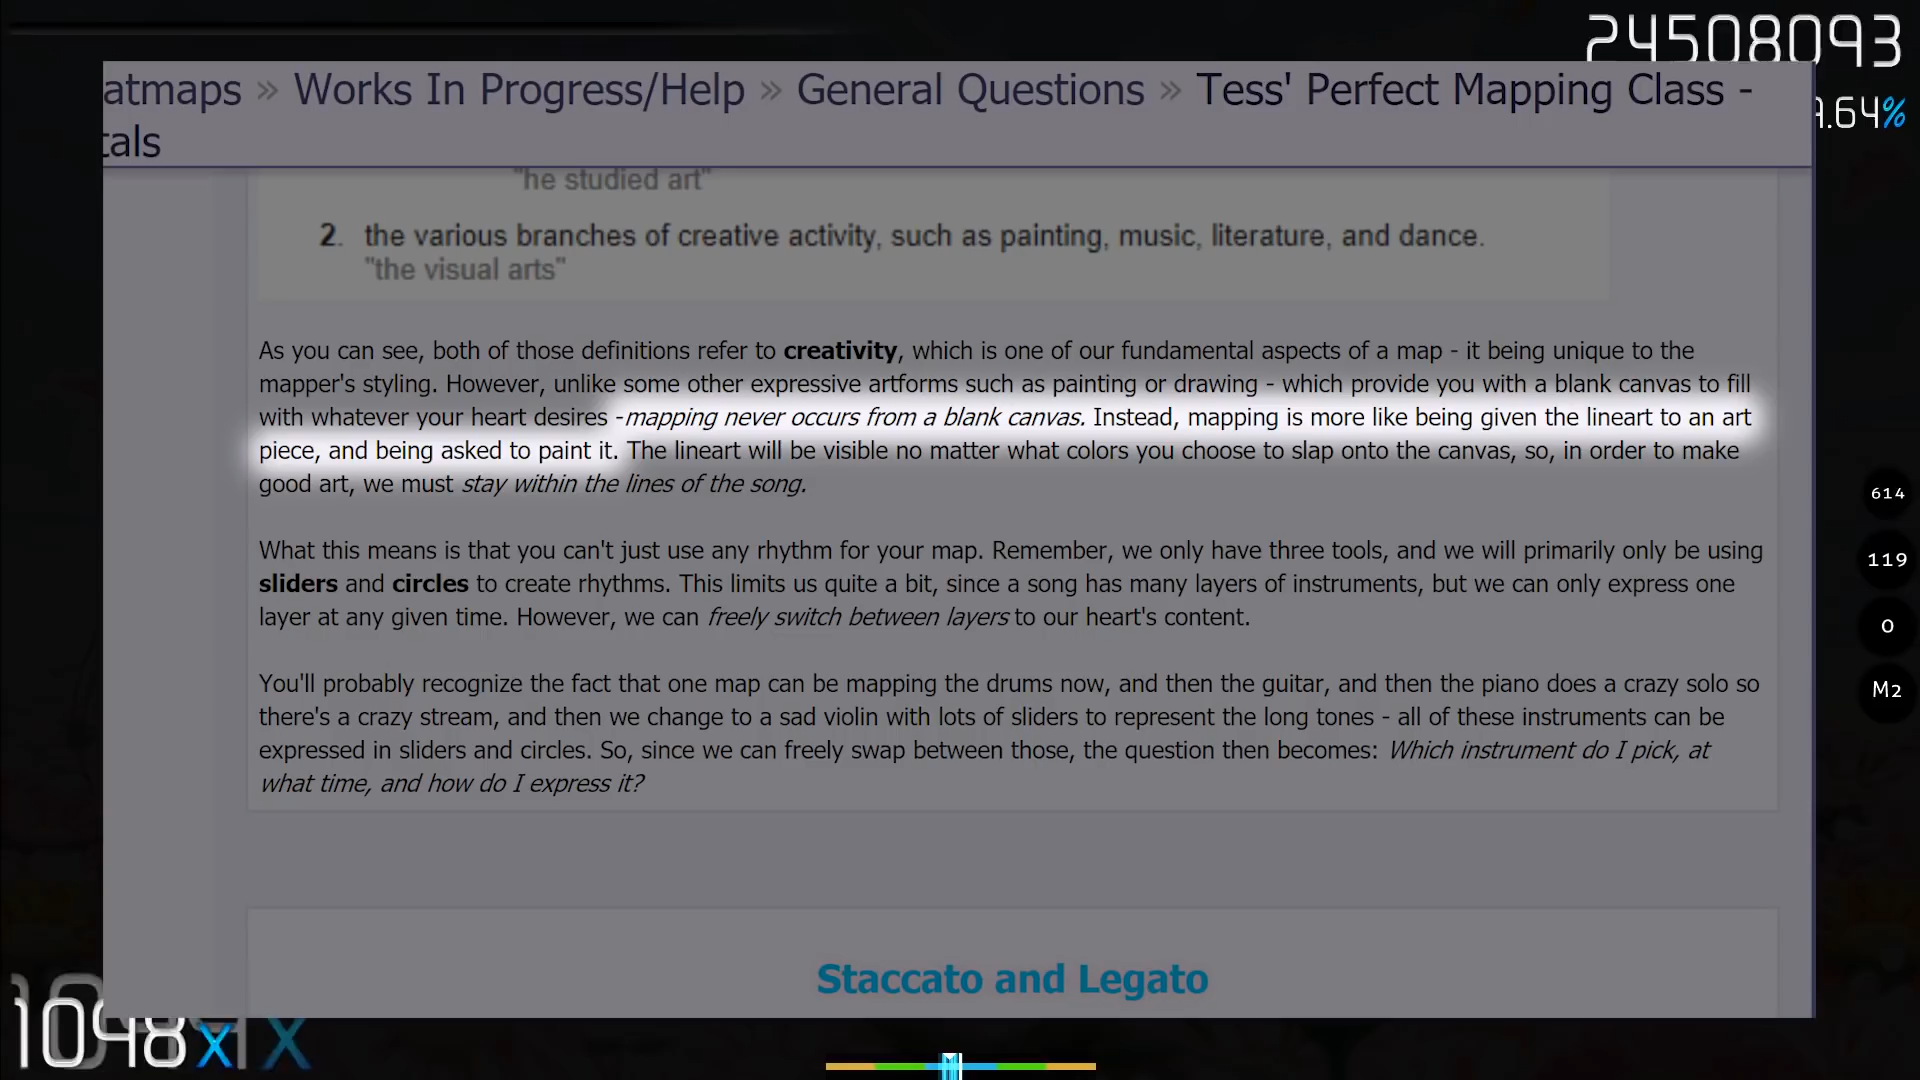 24508093
atmaps » Works In Progress/Help » General Questions » Tess' Perfect Mapping Class -
.64%
tals
"he studied art"
2. the various branches of creative activity, such as painting, music, literature, and dance.
"the visual arts"
As you can see, both of those definitions refer to creativity, which is one of our fundamental aspects of a map - it being unique to the
mapper's styling. However, unlike some other expressive artforms such as painting or drawing - which provide you with a blank canvas to fill
with whatever your heart desires -mapping never occurs from a blank canvas. Instead, mapping is more like being given the lineart to an art
piece, and being asked to paint it. The lineart will be visible no matter what colors you choose to slap onto the canvas, so, in order to make
good art, we must stay within the lines of the song.
614
What this means is that you can't just use any rhythm for your map. Remember, we only have three tools, and we will primarily only be using
119
sliders and circles to create rhythms. This limits us quite a bit, since a song has many layers of instruments, but we can only express one
layer at any given time. However, we can freely switch between layers to our heart's content.
0
You'll probably recognize the fact that one map can be mapping the drums now, and then the guitar, and then the piano does a crazy solo so
M2
there's a crazy stream, and then we change to a sad violin with lots of sliders to represent the long tones - all of these instruments can be
expressed in sliders and circles. So, since we can freely swap between those, the question then becomes: Which instrument do I pick, at
what time, and how do I express it?
Staccato and Legato
1048x